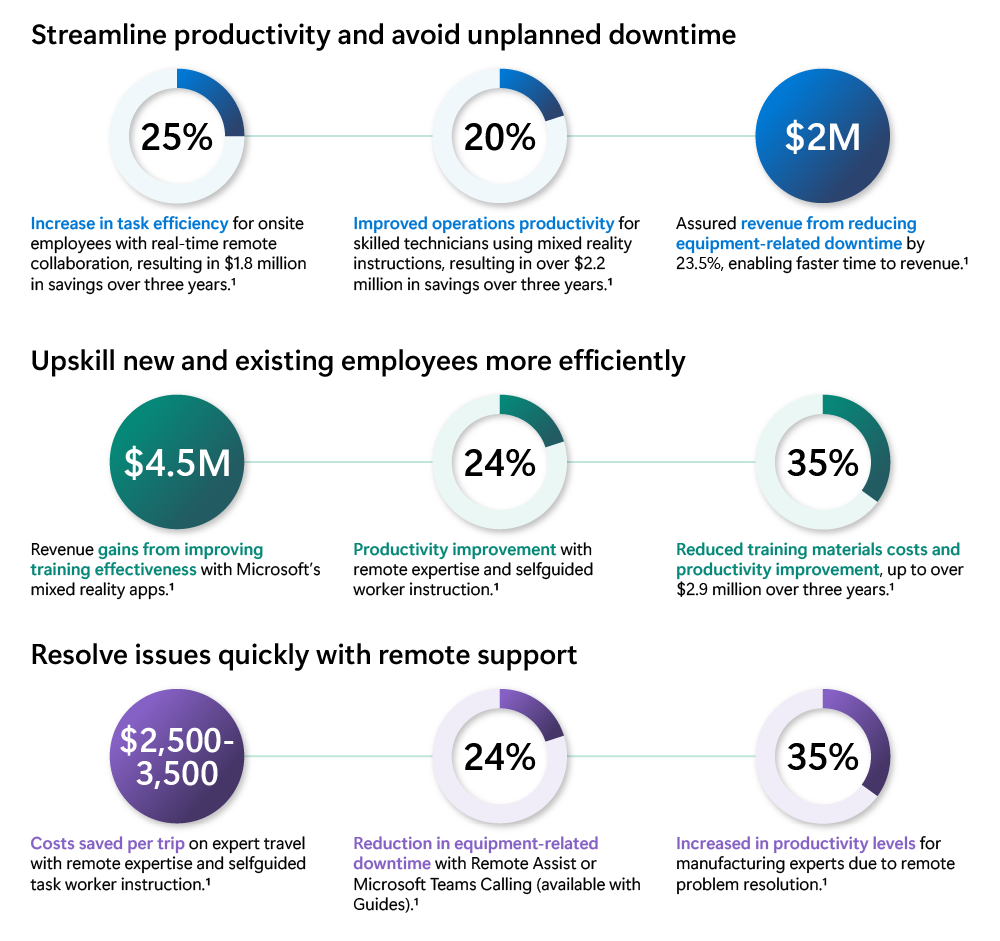 Streamline productivity and avoid unplanned downtime
25%
20%
$2M
Increase in task efficiency for onsite
employees with real-time remote
collaboration, resulting in $1.8 million
in savings over three years.¹
Improved operations productivity for
skilled technicians using mixed reality
instructions, resulting in over $2.2
million in savings over three years.¹
Assured revenue from reducing
equipment-related downtime by
23.5%, enabling faster time to revenue.¹
Upskill new and existing employees more efficiently
$4.5M
24%
35%
Revenue gains from improving
training effectiveness with Microsoft's
mixed reality apps.¹
Productivity improvement with
remote expertise and selfguided
worker instruction.¹
Reduced training materials costs and
productivity improvement, up to over
$2.9 million over three years.¹
Resolve issues quickly with remote support
$2,500-
3,500
24%
35%
Costs saved per trip on expert travel
with remote expertise and selfguided
task worker instruction.¹
Reduction in equipment-related
downtime with Remote Assist or
Microsoft Teams Calling (available with
Guides).¹
Increased in productivity levels for
manufacturing experts due to remote
problem resolution.¹